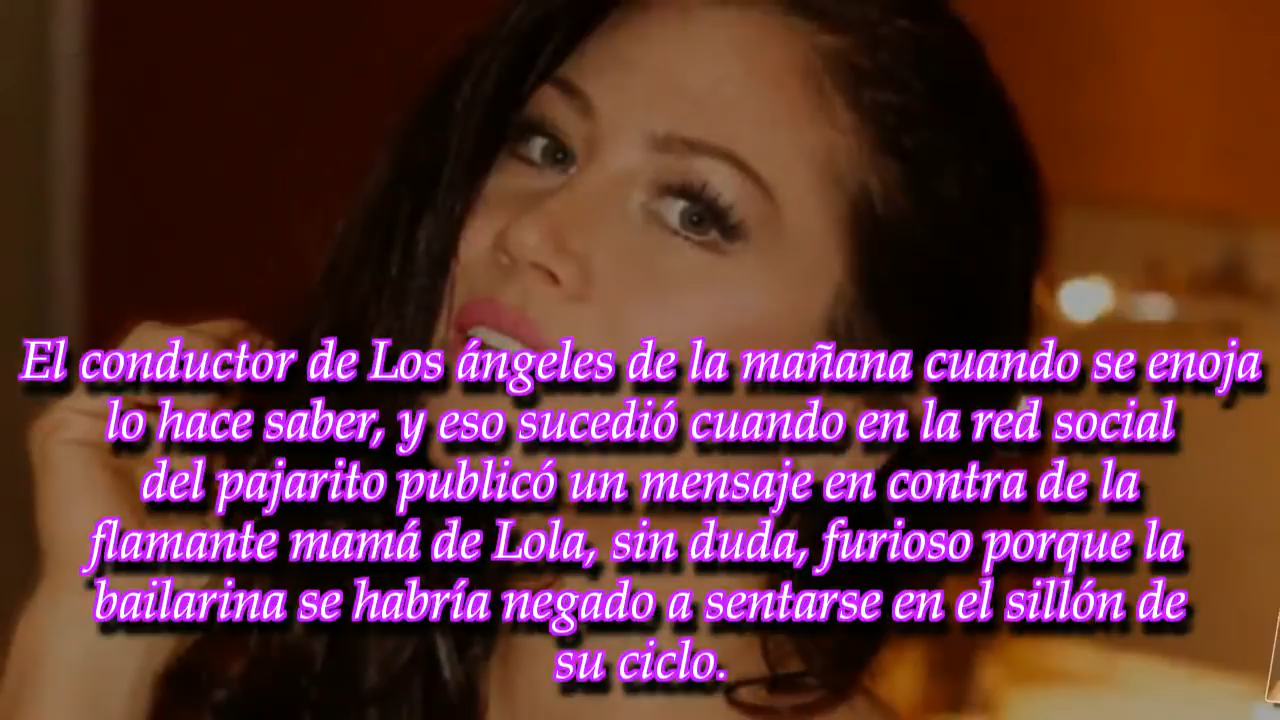 El conductor de Los ángeles de la mañana cuando se enoja
lo hace saber, y eso sucedió cuando en la red social
del pajarito publicó un mensaje en contra de la
flamante mamá de Lola, sin duda, furioso porque la
bailarina se habría negado a sentarse en el sillón de
su ciclo.